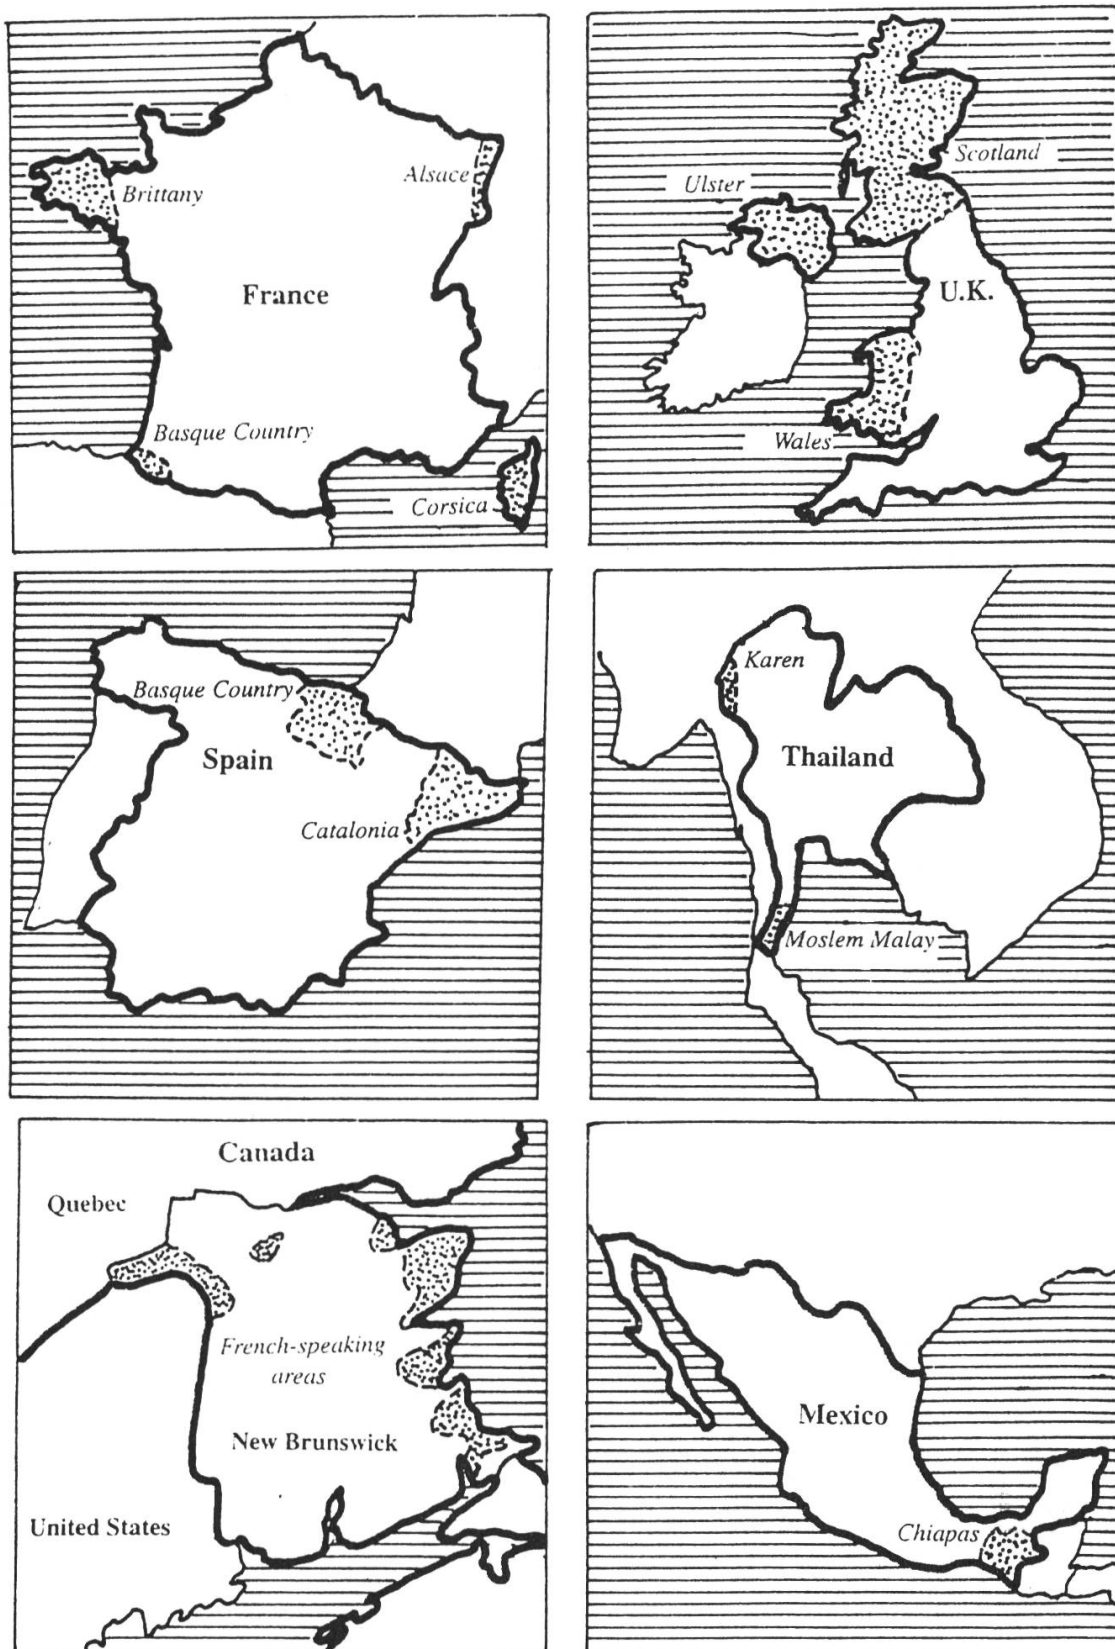 Brittany
Alsace
France
Basque Country
Corsica
Scotland
Ulster
U.K.
Wales
Basque Country
Spain
Catalonia
Karen
Thailand
Moslem Malay
Canada
Quebec
French-speaking
areas
New Brunswick
United States
Mexico
Chiapas